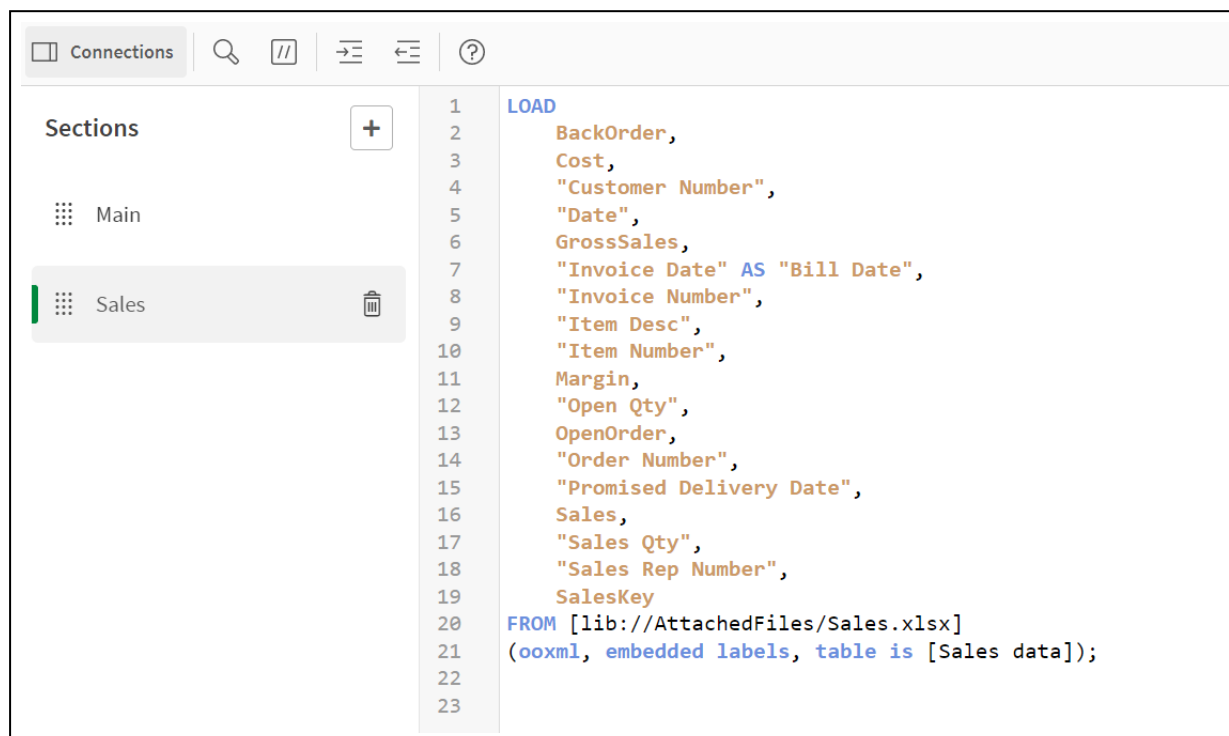 Connections
Sections
+
Main
Sales
1 LOAD
2 BackOrder,
3 Cost,
4 "Customer Number",
5 "Date",
6 GrossSales,
7 "Invoice Date" AS "Bill Date",
8 "Invoice Number",
9 "Item Desc",
10 "Item Number",
11 Margin,
12 "Open Qty",
13 OpenOrder,
14 "Order Number",
15 "Promised Delivery Date",
16 Sales,
17 "Sales Qty",
18 "Sales Rep Number",
19 SalesKey
20 FROM [lib://AttachedFiles/Sales.xlsx]
21 (ooxml, embedded labels, table is [Sales data]);
22
23